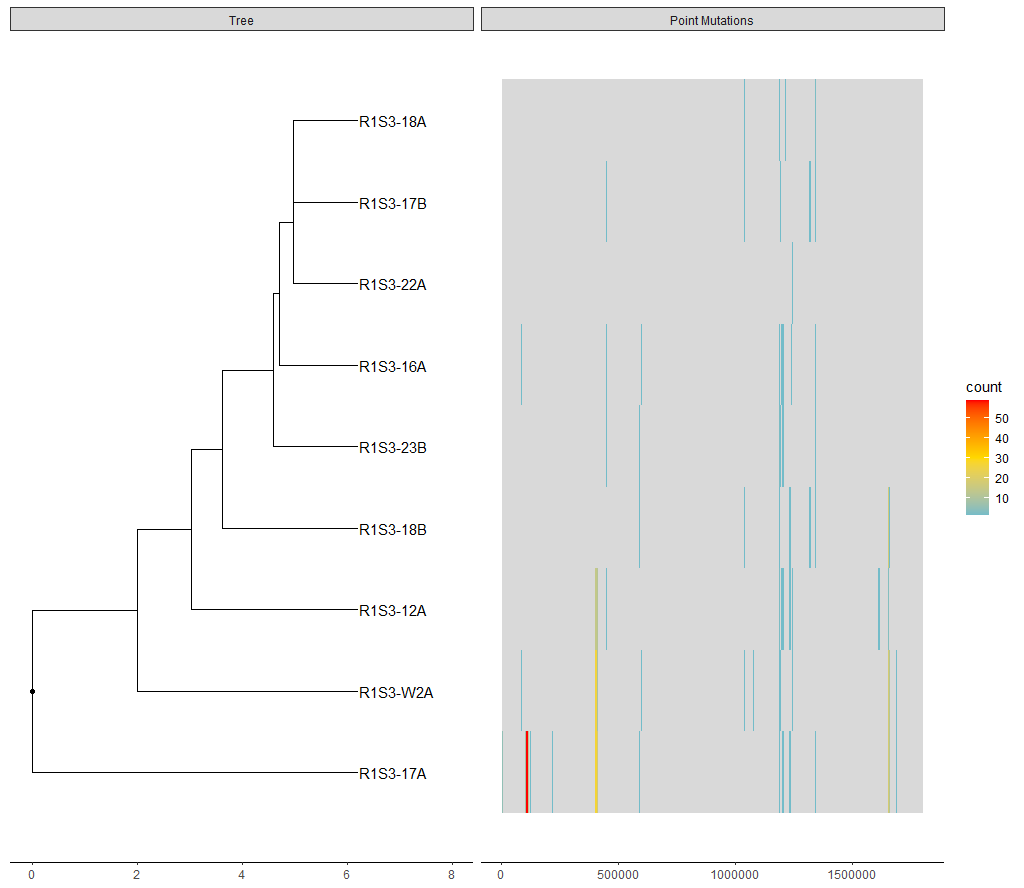 Tree
Point Mutations
R1S3-18A
R1S3-17B
R1S3-22A
R1S3-16A
R1S3-23B
R1S3-18B
R1S3-12A
R1S3-W2A
R1S3-17A
count
50
40
30
20
10
0 2 4 6 8
0 500000 1000000 1500000